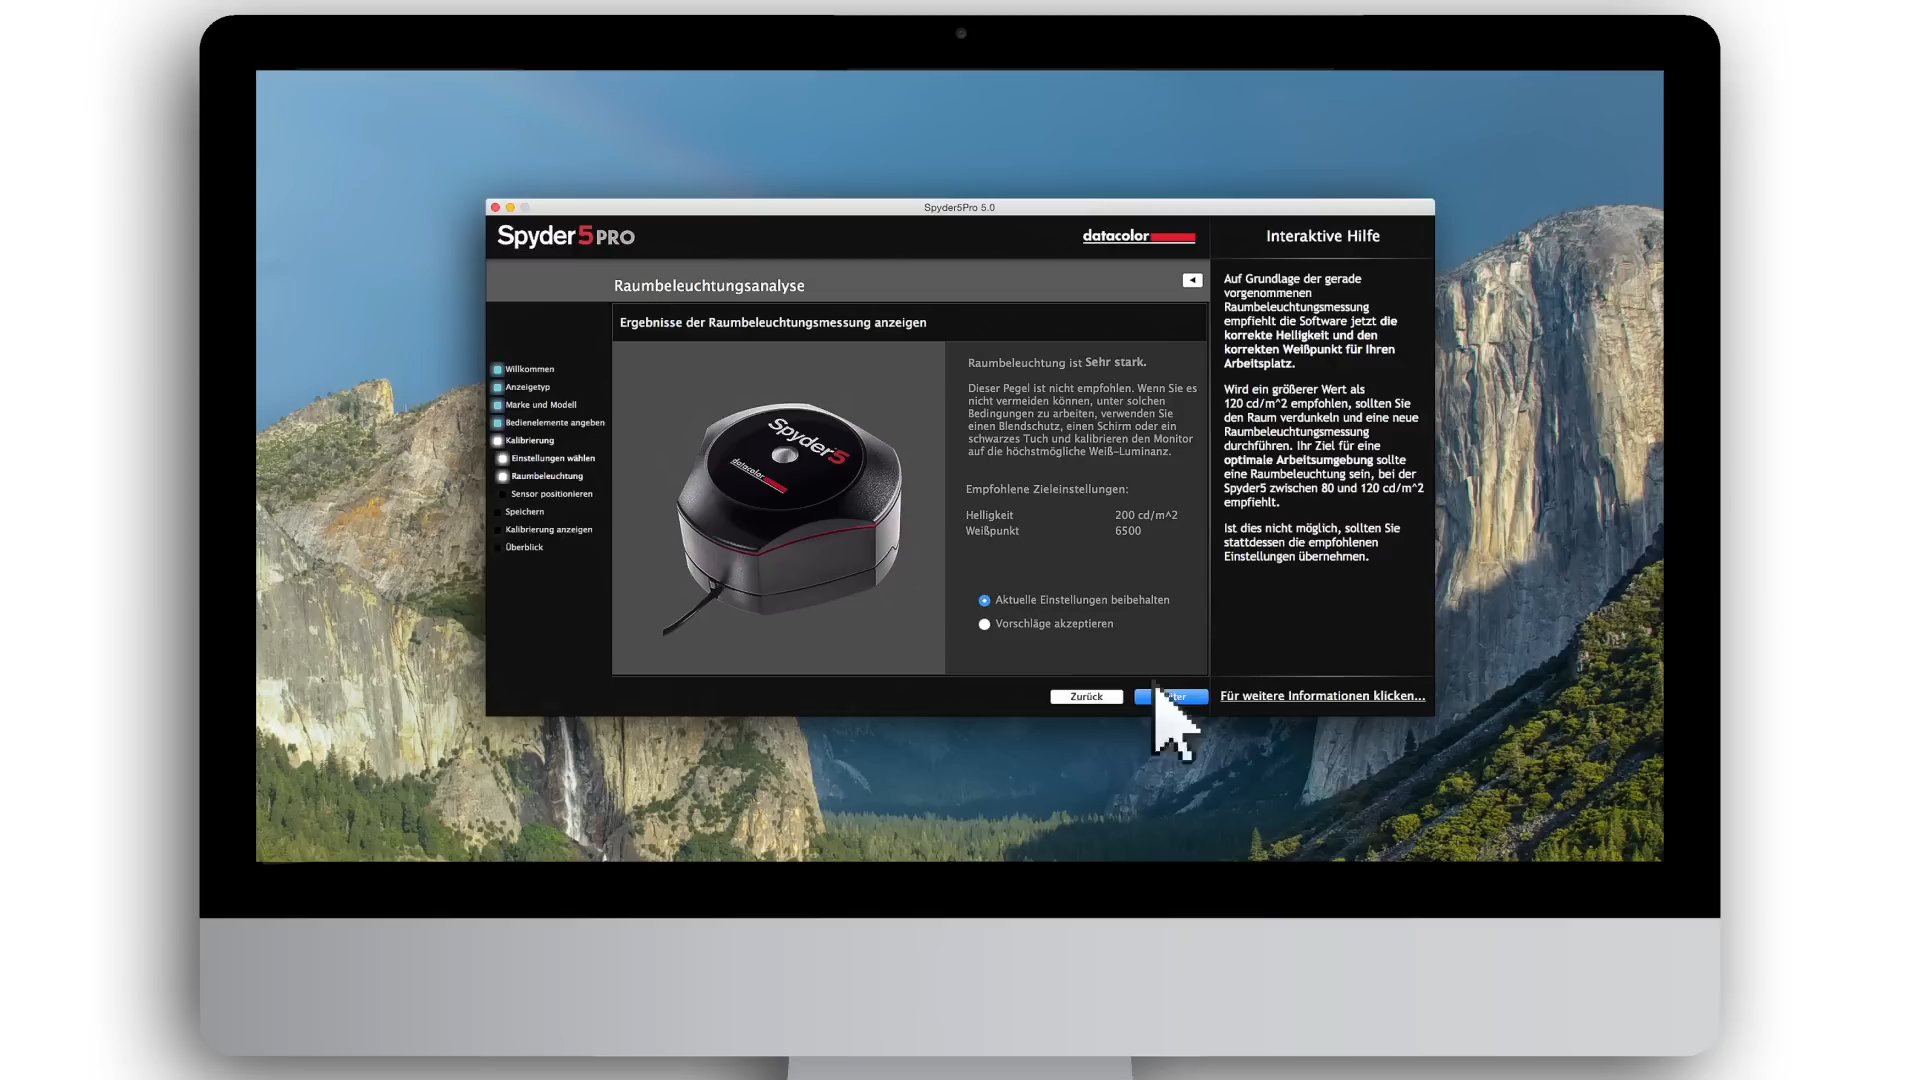 Spyder5Pro 5.0
Spyder5PRO
datacolor
Interaktive Hilfe
Raumbeleuchtungsanalyse
Ergebnisse der Raumbeleuchtungsmessung anzeigen
Willkommen
Anzeigetyp
Marke und Modell
Bedienelemente angeben
Kalibrierung
Einstellungen wählen
Raumbeleuchtung
Sensor positionieren
Speichern
Kalibrierung anzeigen
Überblick
Spyder5
datacolor
Raumbeleuchtung ist Sehr stark.
Dieser Pegel ist nicht empfohlen. Wenn Sie es
nicht vermeiden können, unter solchen
Bedingungen zu arbeiten, verwenden Sie
einen Blendschutz, einen Schirm oder ein
schwarzes Tuch und kalibrieren den Monitor
auf die höchstmögliche Weiß-Luminanz.
Empfohlene Zieleinstellungen:
Helligkeit 200 cd/m^2
Weißpunkt 6500
Aktuelle Einstellungen beibehalten
Vorschläge akzeptieren
Zurück
Auf Grundlage der gerade
vorgenommenen
Raumbeleuchtungsmessung
empfiehlt die Software jetzt die
korrekte Helligkeit und den
korrekten Weißpunkt für Ihren
Arbeitsplatz.
Wird ein größerer Wert als
120 cd/m^2 empfohlen, sollten Sie
den Raum verdunkeln und eine neue
Raumbeleuchtungsmessung
durchführen. Ihr Ziel für eine
optimale Arbeitsumgebung sollte
eine Raumbeleuchtung sein, bei der
Spyder5 zwischen 80 und 120 cd/m^2
empfiehlt.
Ist dies nicht möglich, sollten Sie
stattdessen die empfohlenen
Einstellungen übernehmen.
Für weitere Informationen klicken...